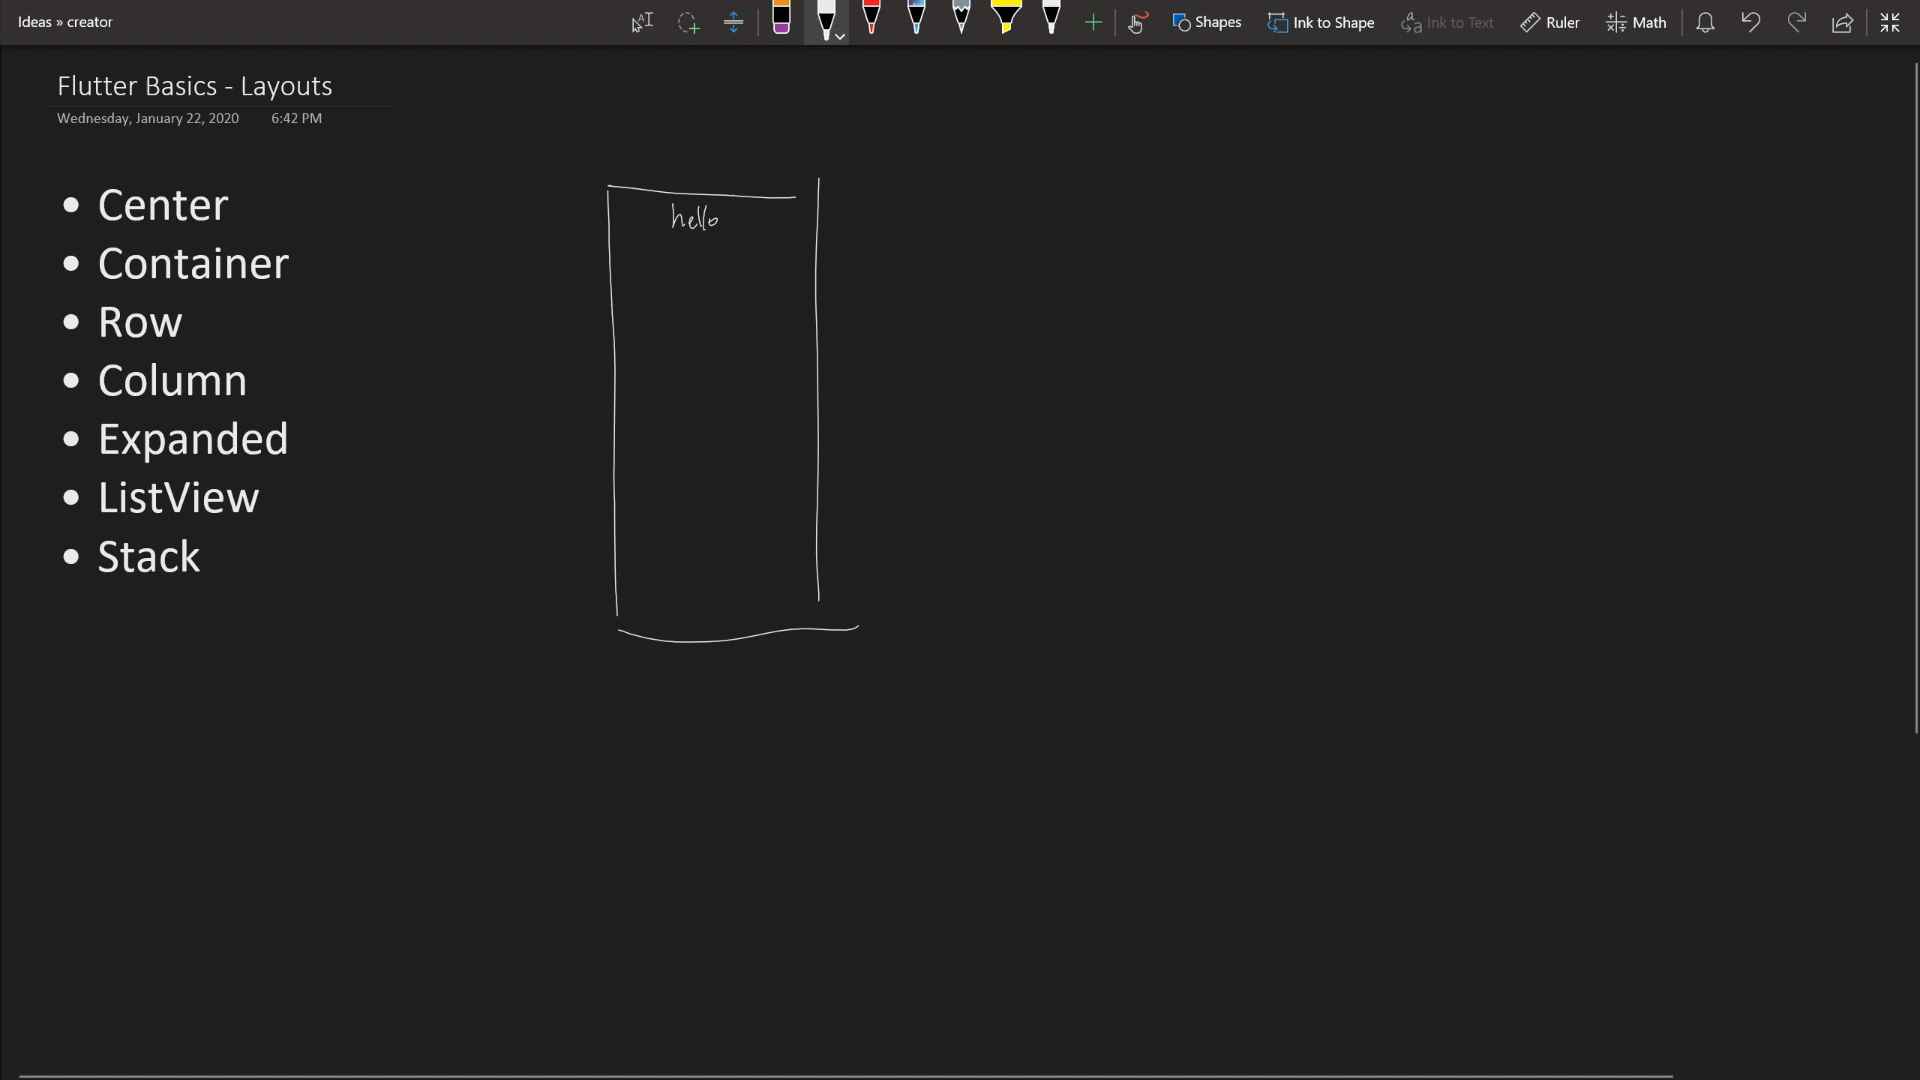 Ideas » creator
Shapes
Ink to Shape
Ink to Text
Ruler
Math
Flutter Basics - Layouts
Wednesday, January 22, 2020 6:42 PM
• Center
• Container
• Row
• Column
• Expanded
• ListView
• Stack
hello